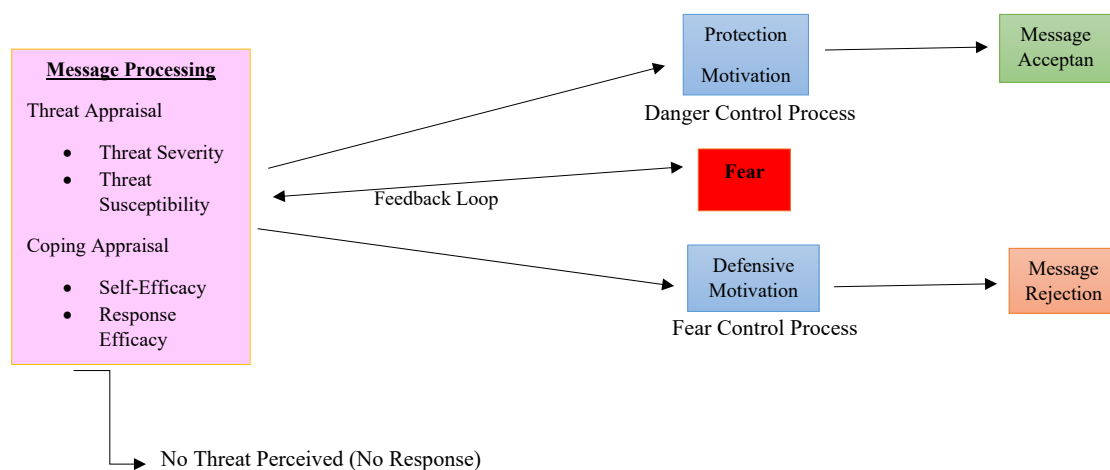 Message Processing
Threat Appraisal
• Threat Severity
• Threat
Susceptibility
Coping Appraisal
• Self-Efficacy
• Response
Efficacy
Protection
Motivation
Danger Control Process
Message
Acceptan
Fear
Feedback Loop
Defensive
Motivation
Fear Control Process
Message
Rejection
No Threat Perceived (No Response)